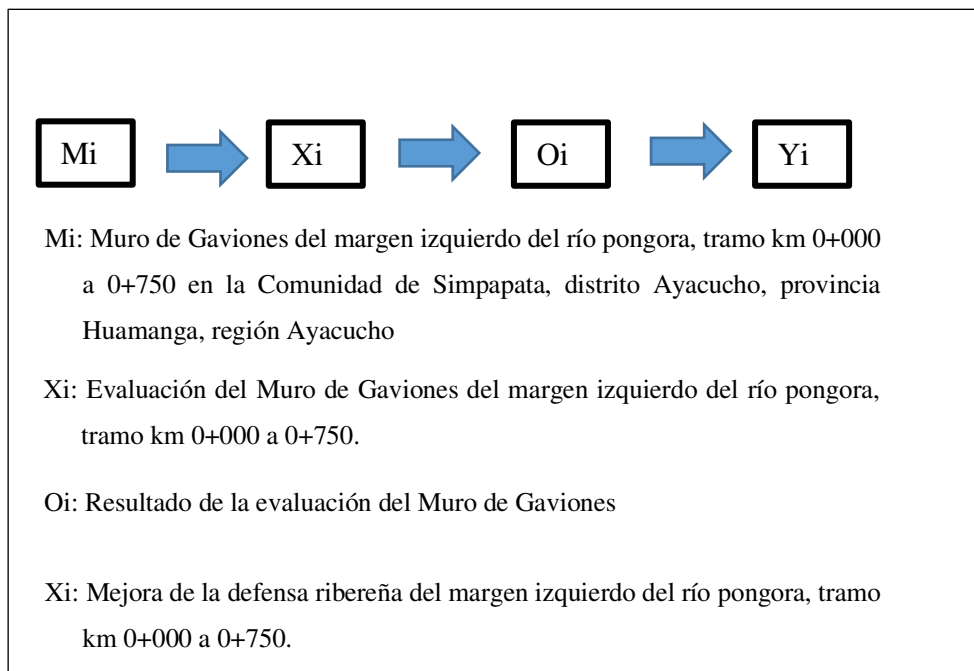 Mi Xi Oi Yi
Mi: Muro de Gaviones del margen izquierdo del río pongora, tramo km 0+000
a 0+750 en la Comunidad de Simpapata, distrito Ayacucho, provincia
Huamanga, región Ayacucho
Xi: Evaluación del Muro de Gaviones del margen izquierdo del río pongora,
tramo km 0+000 a 0+750.
Oi: Resultado de la evaluación del Muro de Gaviones
Xi: Mejora de la defensa ribereña del margen izquierdo del río pongora, tramo
km 0+000 a 0+750.